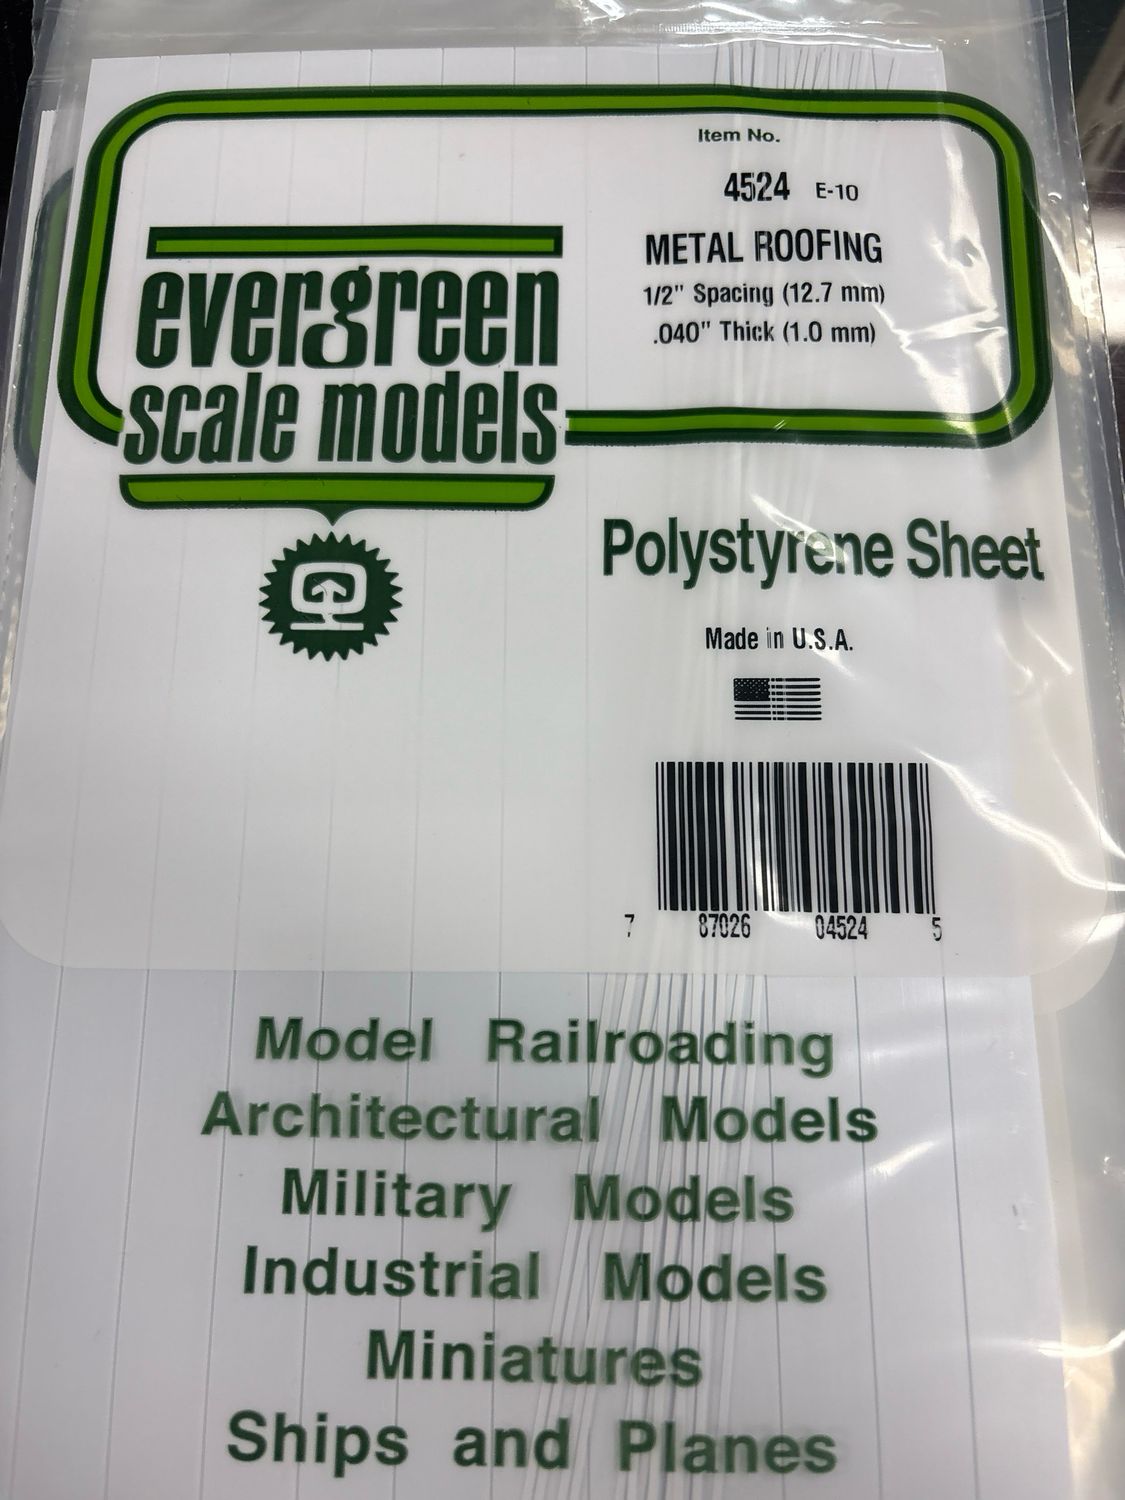 Item No.
4524 E-10
METAL ROOFING
1/2" Spacing (12.7 mm)
.040" Thick (1.0 mm)
evergreen
scale models
Polystyrene Sheet
Made in U.S.A.
7 87026 04524 5
Model Railroading
Architectural Models
Military Models
Industrial Models
Miniatures
Ships and Planes